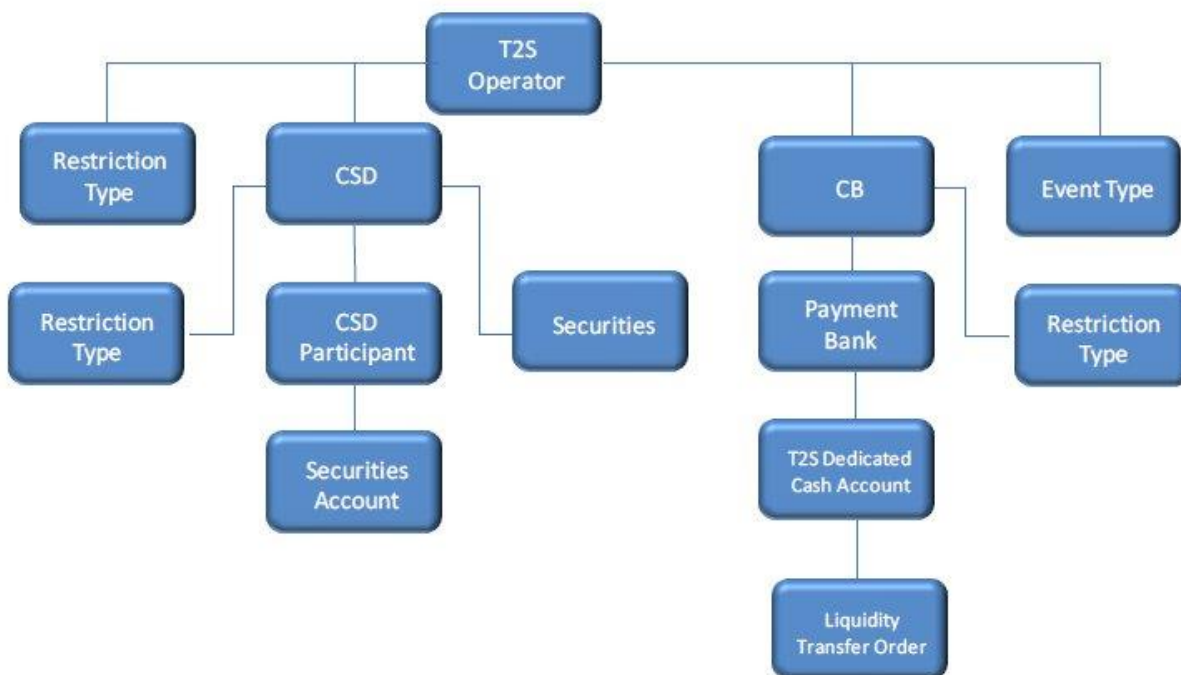 T2S
Operator
Restriction
Type
CSD
CB
Event Type
Restriction
Type
CSD
Participant
Securities
Payment
Bank
Restriction
Type
Securities
Account
T2S Dedicated
Cash Account
Liquidity
Transfer Order